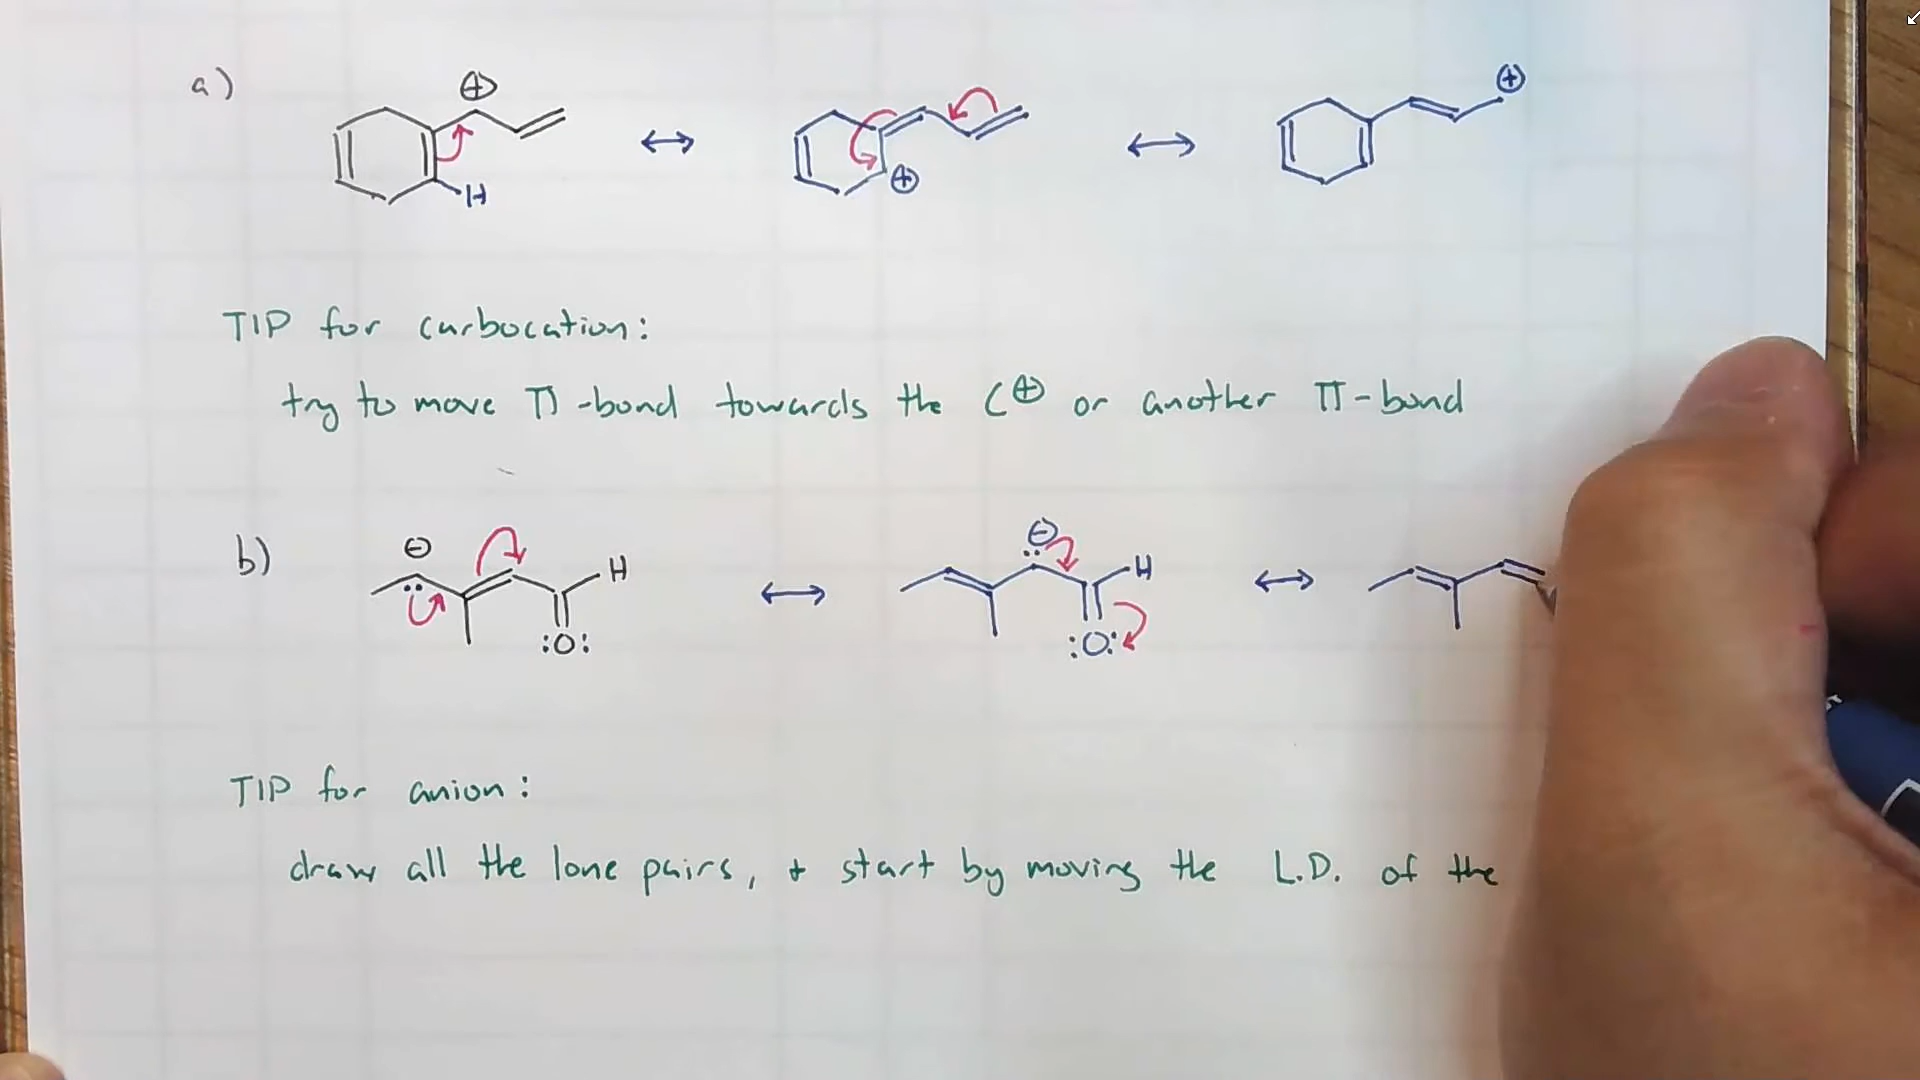 a)
⊕ ⊕ ⊕
H
TIP for carbocation:
try to move π-bond towards the C⊕ or another π-bond
b)
⊖ H ⊖ H
:O: :O:
TIP for anion:
draw all the lone pairs, + start by moving the L.D. of the